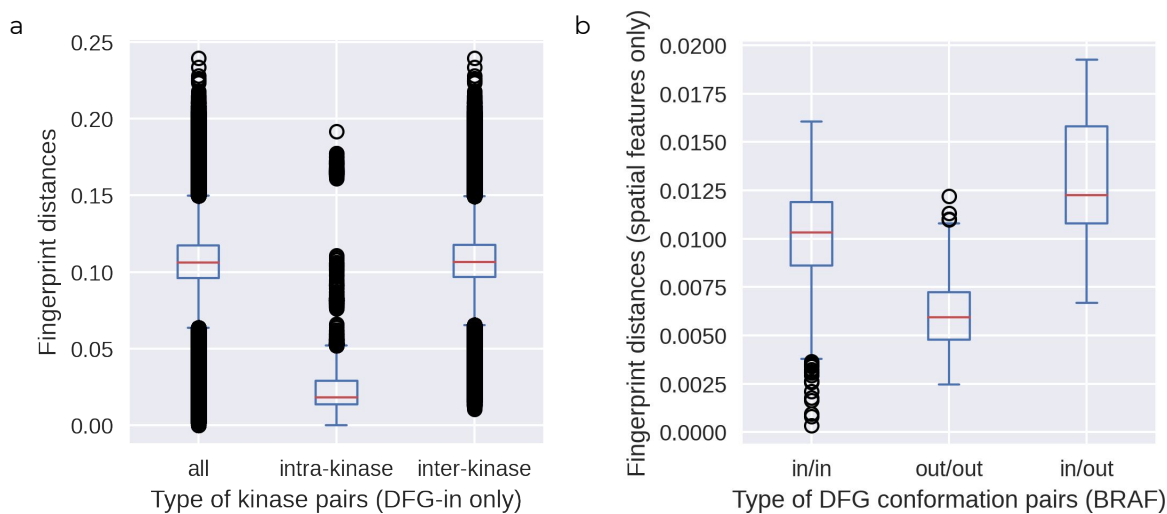 a
Fingerprint distances
0.25
0.20
0.15
0.10
0.05
0.00
all
intra-kinase
inter-kinase
Type of kinase pairs (DFG-in only)
b
Fingerprint distances (spatial features only)
0.0200
0.0175
0.0150
0.0125
0.0100
0.0075
0.0050
0.0025
0.0000
in/in
out/out
in/out
Type of DFG conformation pairs (BRAF)